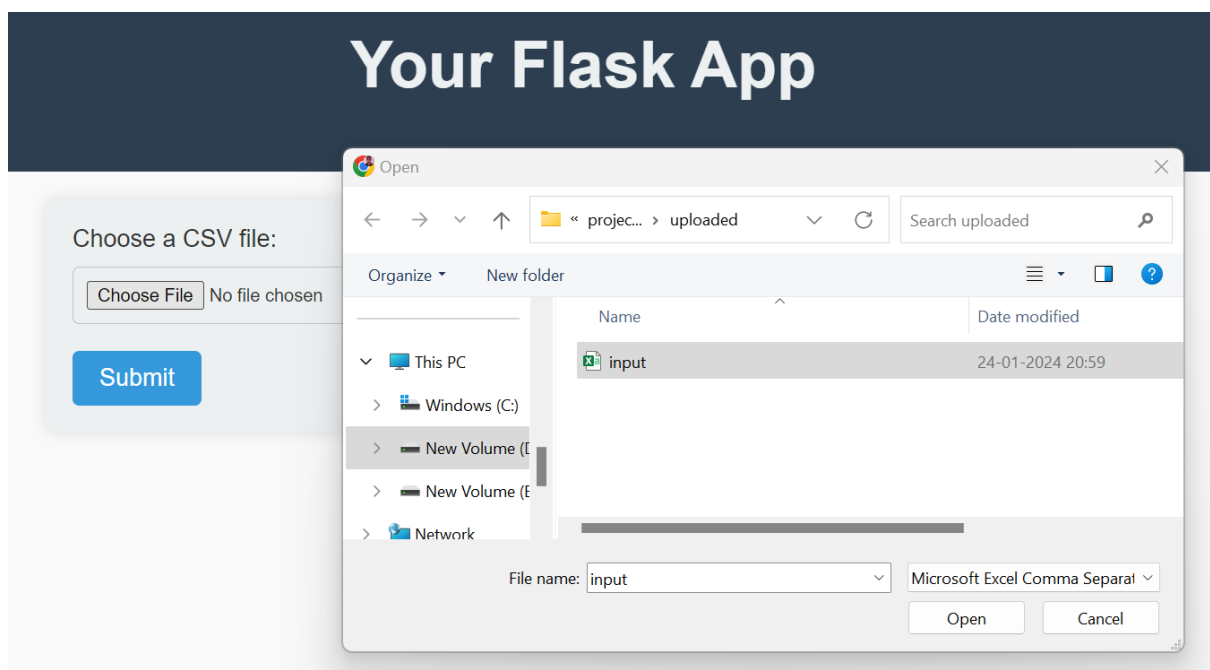 Your Flask App
Open
« projec... > uploaded
Search uploaded
Choose a CSV file:
Organize
New folder
Choose File No file chosen
Name
Date modified
This PC
input
24-01-2024 20:59
Submit
Windows (C:)
New Volume (D
New Volume (E
Network
File name: input
Microsoft Excel Comma Separat
Open
Cancel